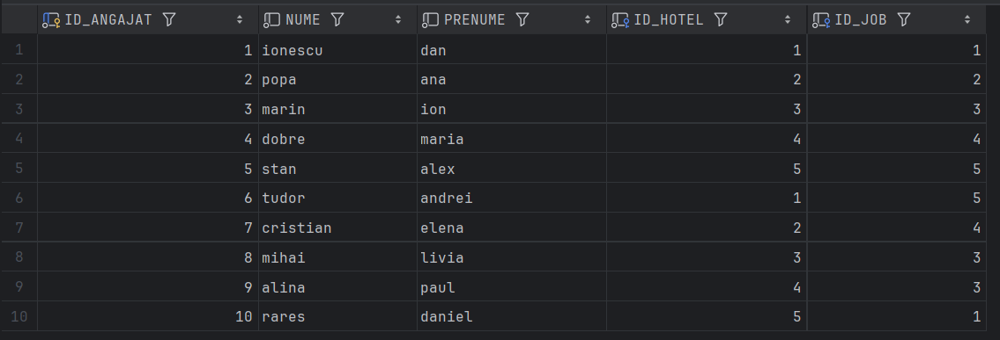 ID_ANGAJAT NUME PRENUME ID_HOTEL ID_JOB
1 1 ionescu dan 1 1
2 2 popa ana 2 2
3 3 marin ion 3 3
4 4 dobre maria 4 4
5 5 stan alex 5 5
6 6 tudor andrei 1 5
7 7 cristian elena 2 4
8 8 mihai livia 3 3
9 9 alina paul 4 3
10 10 rares daniel 5 1